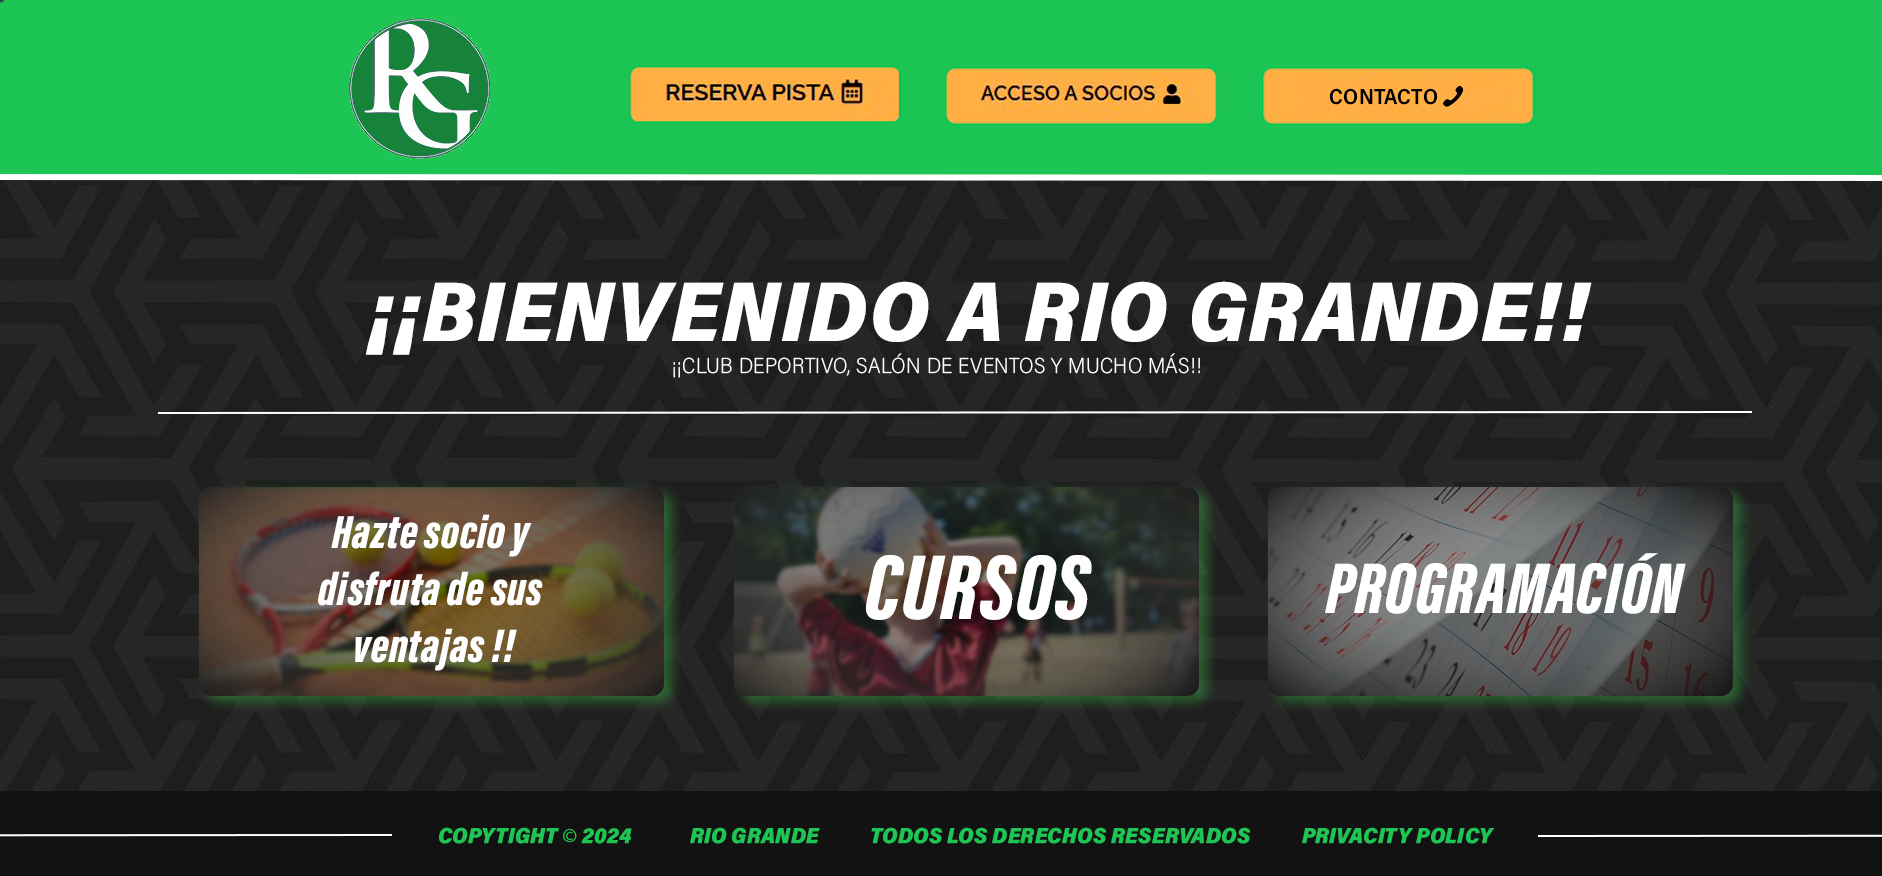 RG
RESERVA PISTA
ACCESO A SOCIOS
CONTACTO
¡¡BIENVENIDO A RIO GRANDE!!
¡¡CLUB DEPORTIVO, SALÓN DE EVENTOS Y MUCHO MÁS!!
Hazte socio y
disfruta de sus
ventajas !!
CURSOS
PROGRAMACIÓN
COPYTIGHT © 2024 RIO GRANDE TODOS LOS DERECHOS RESERVADOS PRIVACITY POLICY